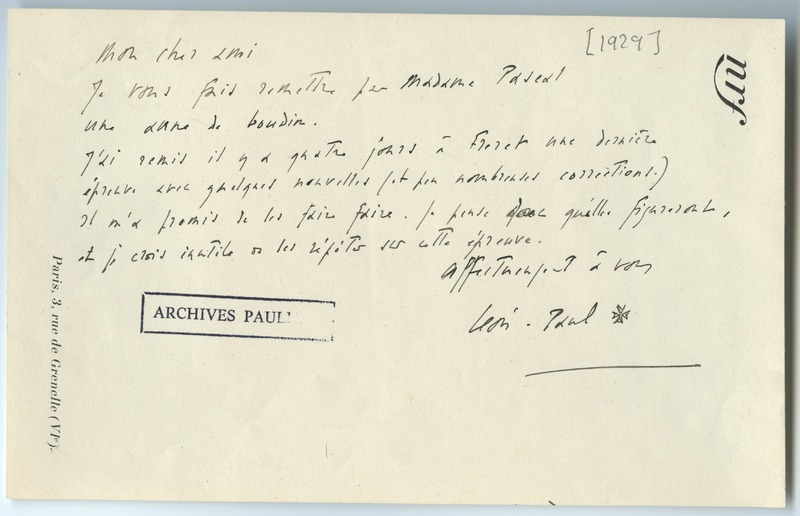 [1929]
nrf
Mon cher ami
Je vous fais remettre par Madame Pascal
une aune de boudin.
J'ai remis il y a quatre jours à Freret une dernière
épreuve avec quelques nouvelles (et peu nombreuses corrections.)
Il m'a promis de les faire faire. Je pense qu'elles figureront,
et je crois inutile de les répéter sur cette épreuve.
Affectueusement à vous
Léon-Paul
ARCHIVES PAUL
Paris, 3, rue de Grenelle (VIe).